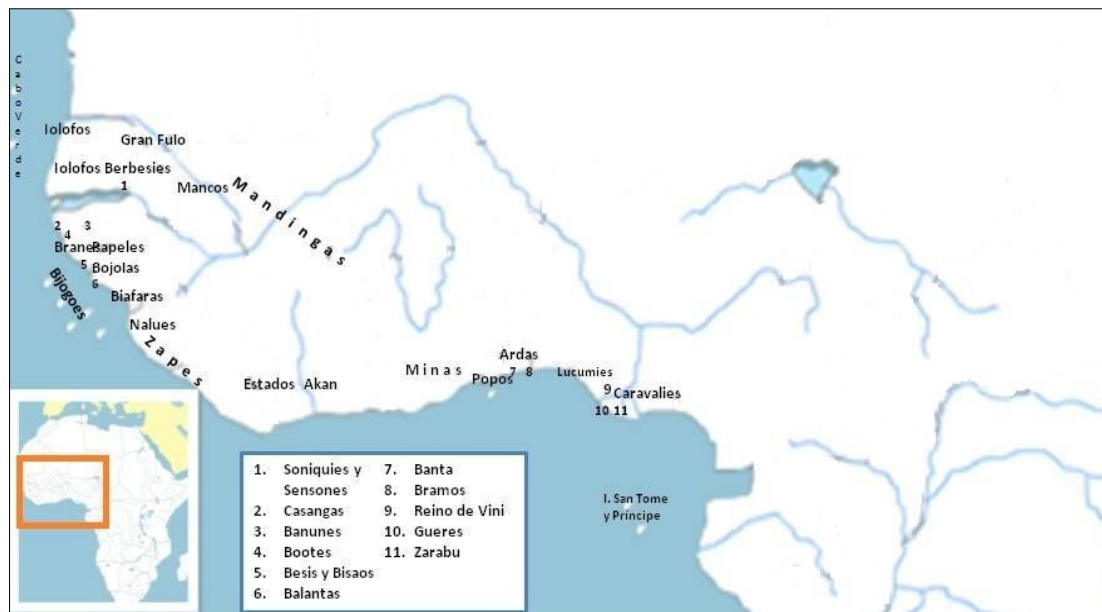 Cabo Verde
Iolofos
Gran Fulo
Iolofos Berbesies
1
Mancos
Mandingas
2
3
4
Branes
Papeles
5
Bojolas
6
Bijogoes
Biafaras
Nalues
Zapes
Estados Akan
Minas
Ardas
Popos
7 8
Lucumies
9
Caravalies
10 11
I. San Tome
y Príncipe
1. Soniquies y
Sensones
2. Casangas
3. Banunes
4. Bootes
5. Besis y Bisaos
6. Balantas
7. Banta
8. Bramos
9. Reino de Vini
10. Gueres
11. Zarabu